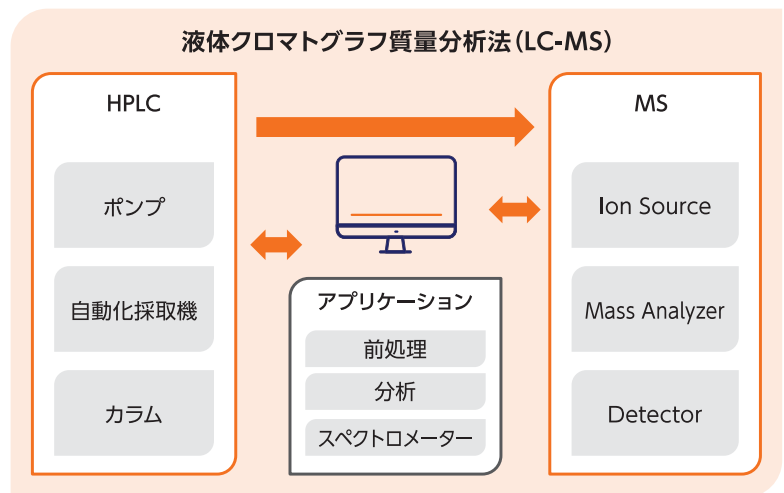 液体クロマトグラフ質量分析法(LC-MS)
HPLC
ポンプ
自動化採取機
カラム
アプリケーション
前処理
分析
スペクトロメーター
MS
Ion Source
Mass Analyzer
Detector